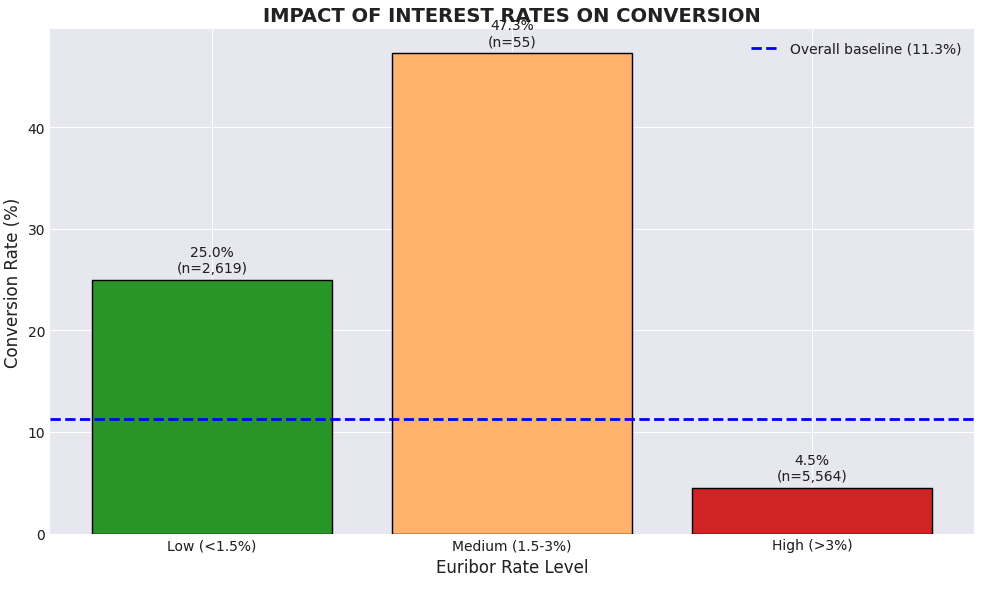 IMPACT OF INTEREST RATES ON CONVERSION
47.3%
(n=55)
Overall baseline (11.3%)
40
30
20
10
0
Conversion Rate (%)
25.0%
(n=2,619)
4.5%
(n=5,564)
Low (<1.5%)
Medium (1.5-3%)
High (>3%)
Euribor Rate Level